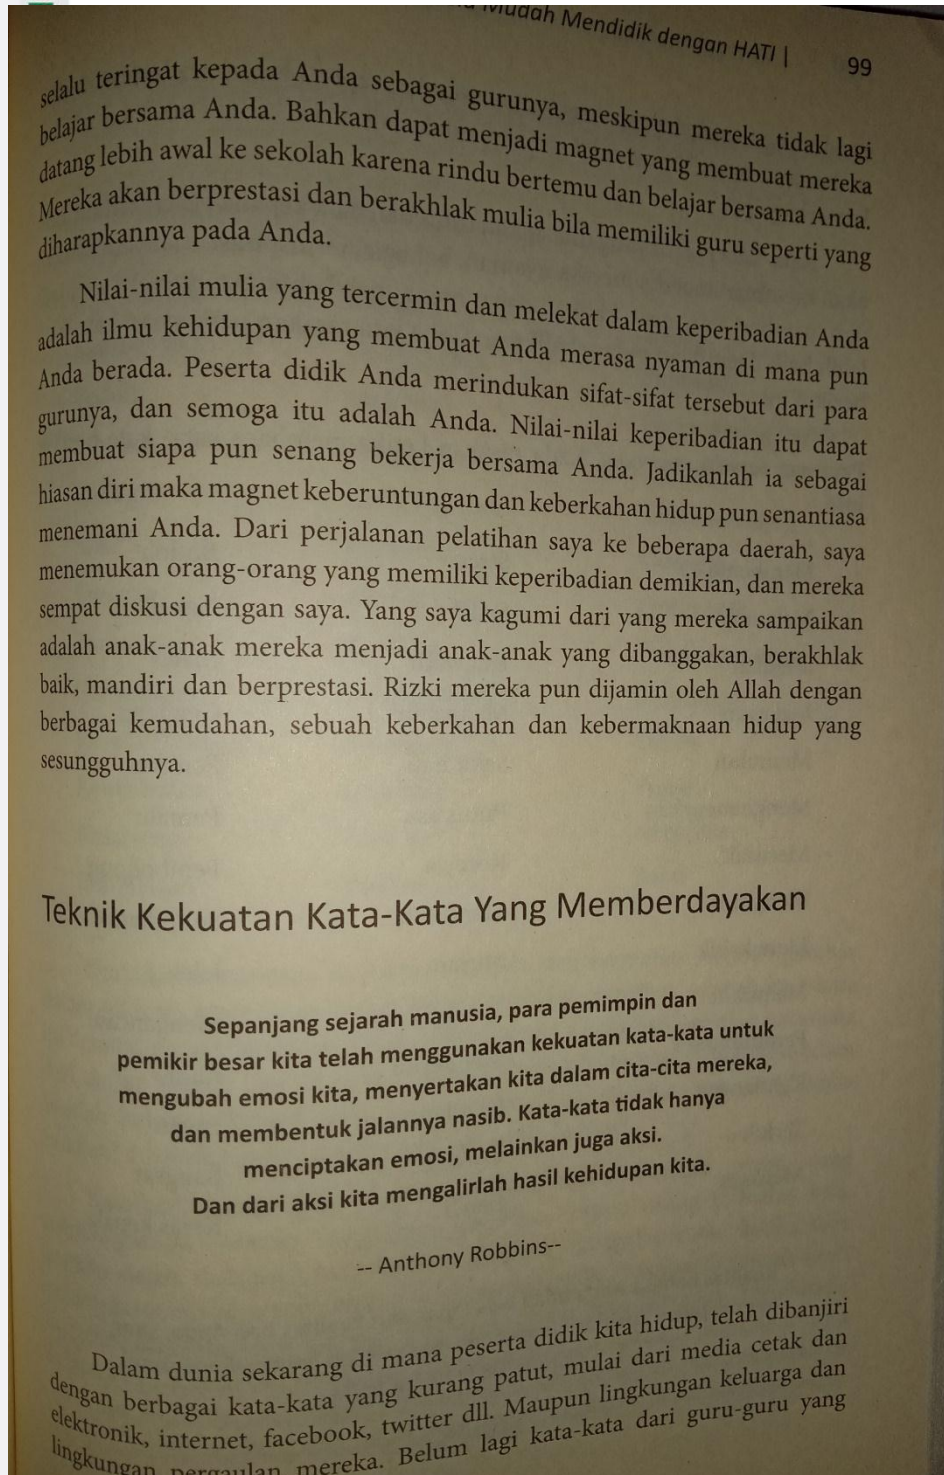 Mudah Mendidik dengan HATI | 99
selalu teringat kepada Anda sebagai gurunya, meskipun mereka tidak lagi
belajar bersama Anda. Bahkan dapat menjadi magnet yang membuat mereka
datang lebih awal ke sekolah karena rindu bertemu dan belajar bersama Anda.
Mereka akan berprestasi dan berakhlak mulia bila memiliki guru seperti yang
diharapkannya pada Anda.
Nilai-nilai mulia yang tercermin dan melekat dalam keperibadian Anda
adalah ilmu kehidupan yang membuat Anda merasa nyaman di mana pun
Anda berada. Peserta didik Anda merindukan sifat-sifat tersebut dari para
gurunya, dan semoga itu adalah Anda. Nilai-nilai keperibadian itu dapat
membuat siapa pun senang bekerja bersama Anda. Jadikanlah ia sebagai
hiasan diri maka magnet keberuntungan dan keberkahan hidup pun senantiasa
menemani Anda. Dari perjalanan pelatihan saya ke beberapa daerah, saya
menemukan orang-orang yang memiliki keperibadian demikian, dan mereka
sempat diskusi dengan saya. Yang saya kagumi dari yang mereka sampaikan
adalah anak-anak mereka menjadi anak-anak yang dibanggakan, berakhlak
baik, mandiri dan berprestasi. Rizki mereka pun dijamin oleh Allah dengan
berbagai kemudahan, sebuah keberkahan dan kebermaknaan hidup yang
sesungguhnya.
Teknik Kekuatan Kata-Kata Yang Memberdayakan
Sepanjang sejarah manusia, para pemimpin dan
pemikir besar kita telah menggunakan kekuatan kata-kata untuk
mengubah emosi kita, menyertakan kita dalam cita-cita mereka,
dan membentuk jalannya nasib. Kata-kata tidak hanya
menciptakan emosi, melainkan juga aksi.
Dan dari aksi kita mengalirlah hasil kehidupan kita.
-- Anthony Robbins--
Dalam dunia sekarang di mana peserta didik kita hidup, telah dibanjiri
dengan berbagai kata-kata yang kurang patut, mulai dari media cetak dan
elektronik, internet, facebook, twitter dll. Maupun lingkungan keluarga dan
lingkungan pergaulan mereka. Belum lagi kata-kata dari guru-guru yang